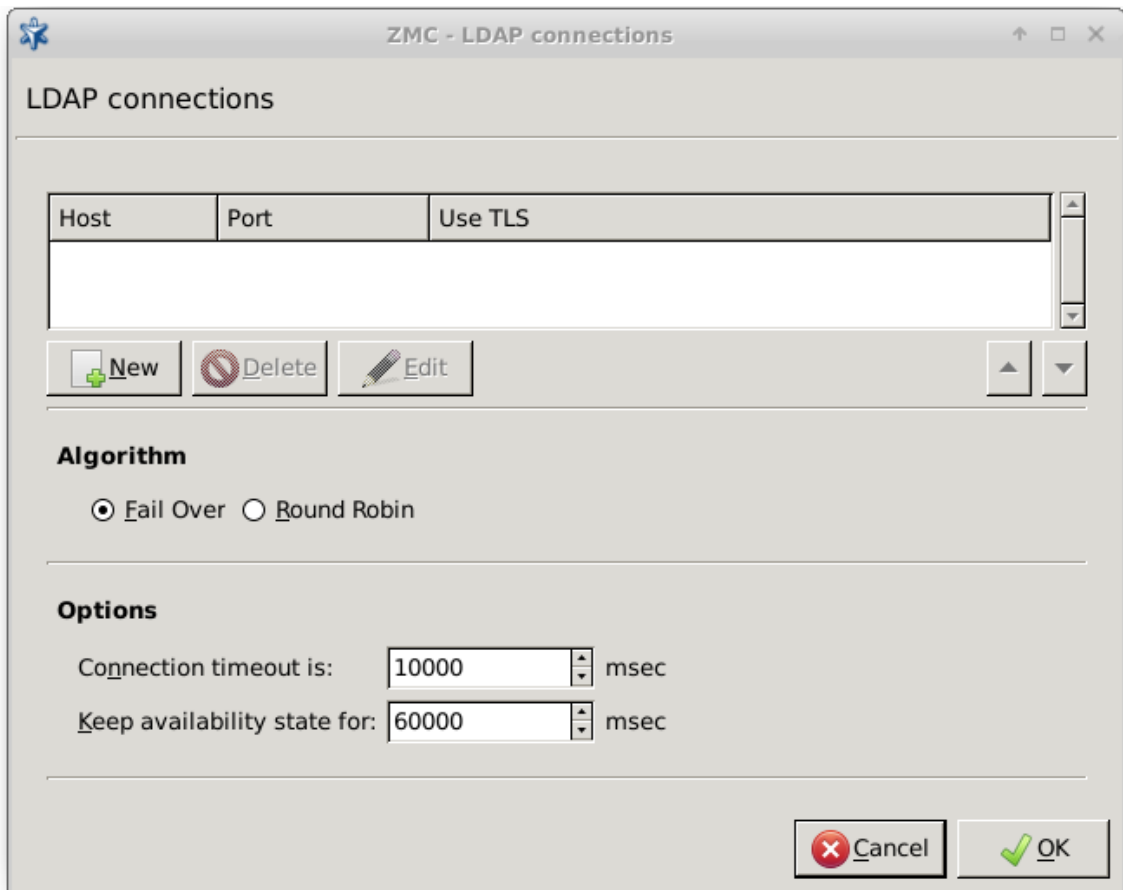 ZMC - LDAP connections
LDAP connections
Host Port Use TLS
New Delete Edit
Algorithm
Fail Over Round Robin
Options
Connection timeout is: 10000 msec
Keep availability state for: 60000 msec
Cancel OK